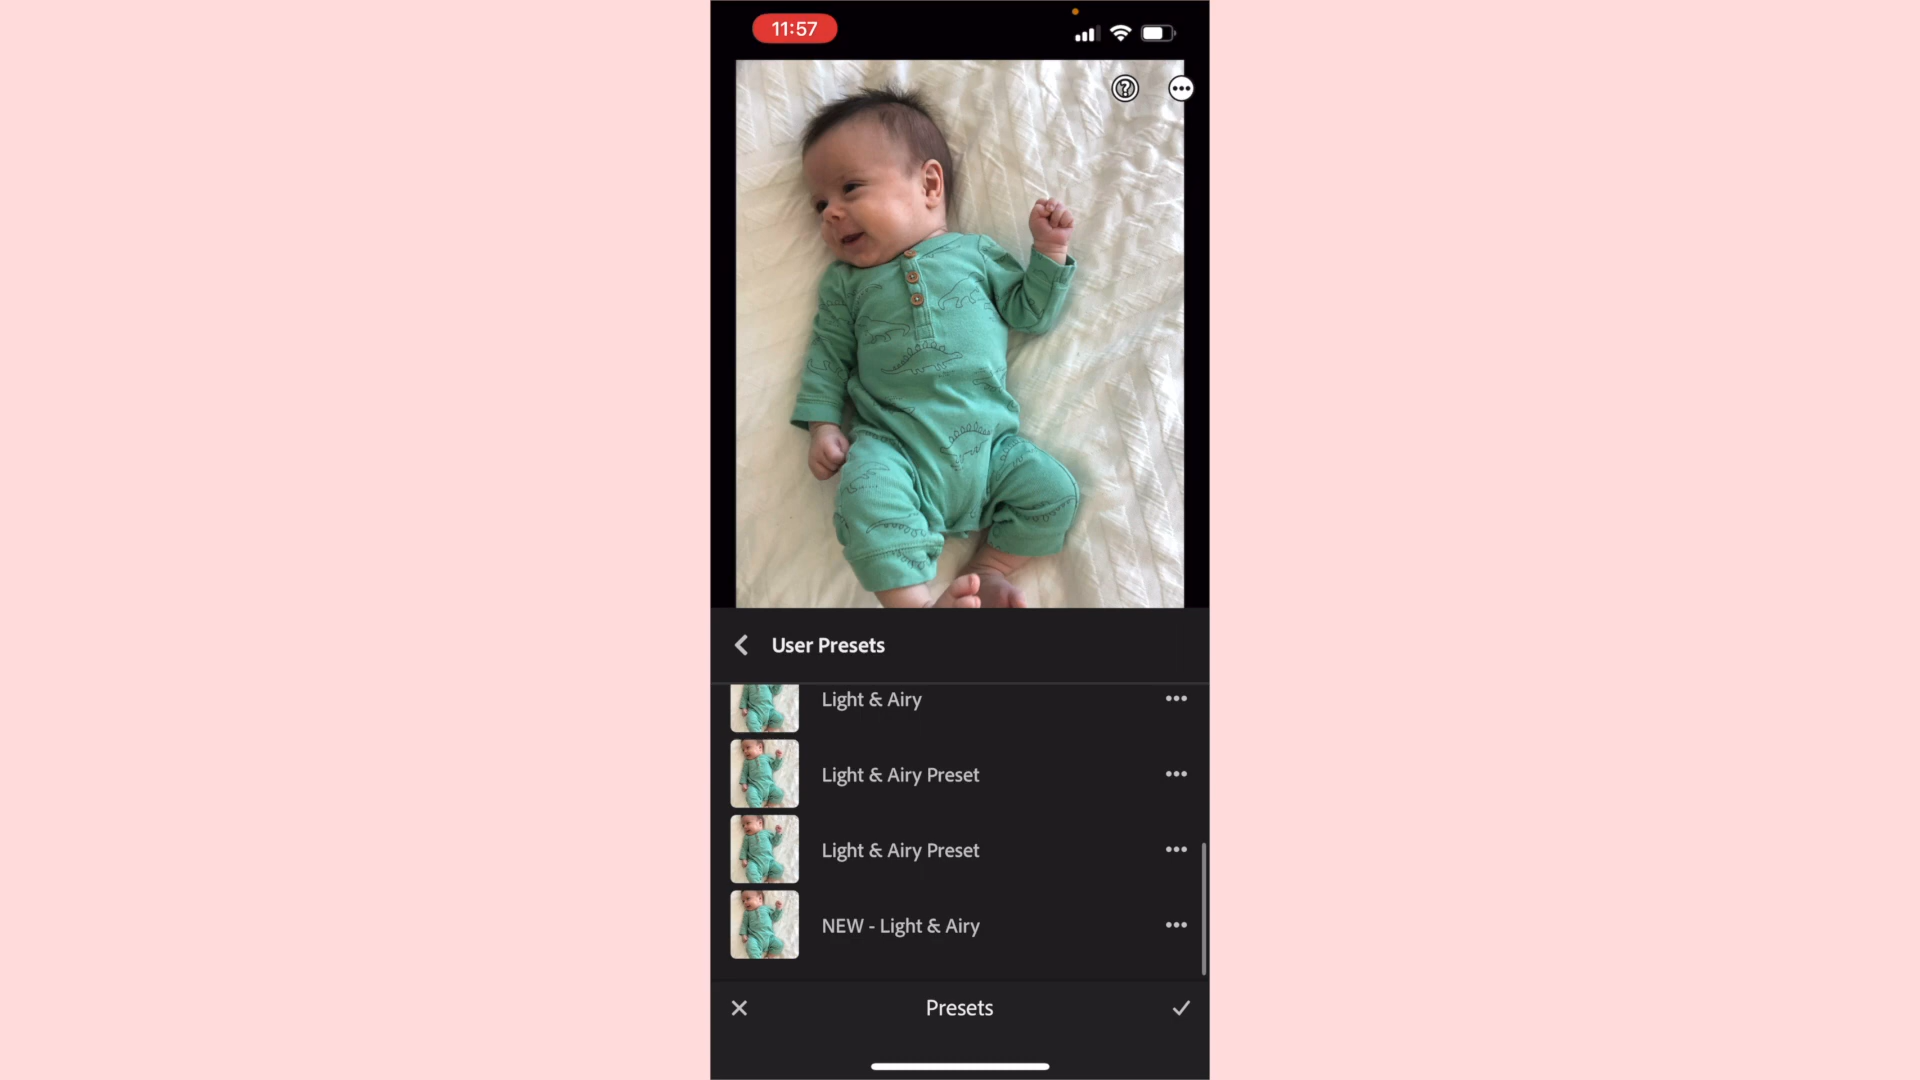 11:57
User Presets
Light & Airy
Light & Airy Preset
Light & Airy Preset
NEW - Light & Airy
Presets